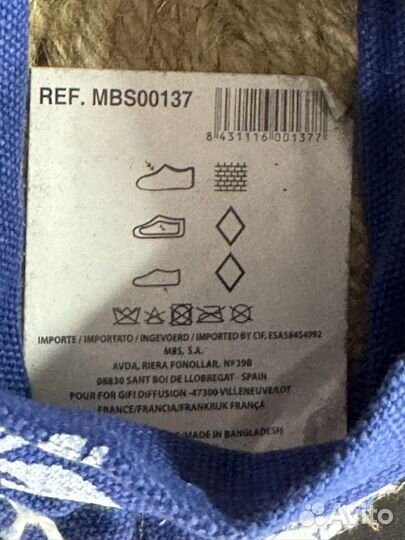 REF. MBS00137
8 431116 001377
IMPORTE / IMPORTATO / INGEVOERD / IMPORTED BY CIF, ESA58454992
MBS, S.A.
AVDA, RIERA FONOLLAR, Nº39B
08830 SANT BOI DE LLOBREGAT - SPAIN
POUR FOR GIFI DIFFUSION -47300 VILLENEUVE/LOT
FRANCE/FRANCIA/FRANKRIJK FRANÇA
MADE IN BANGLADESH
Avito